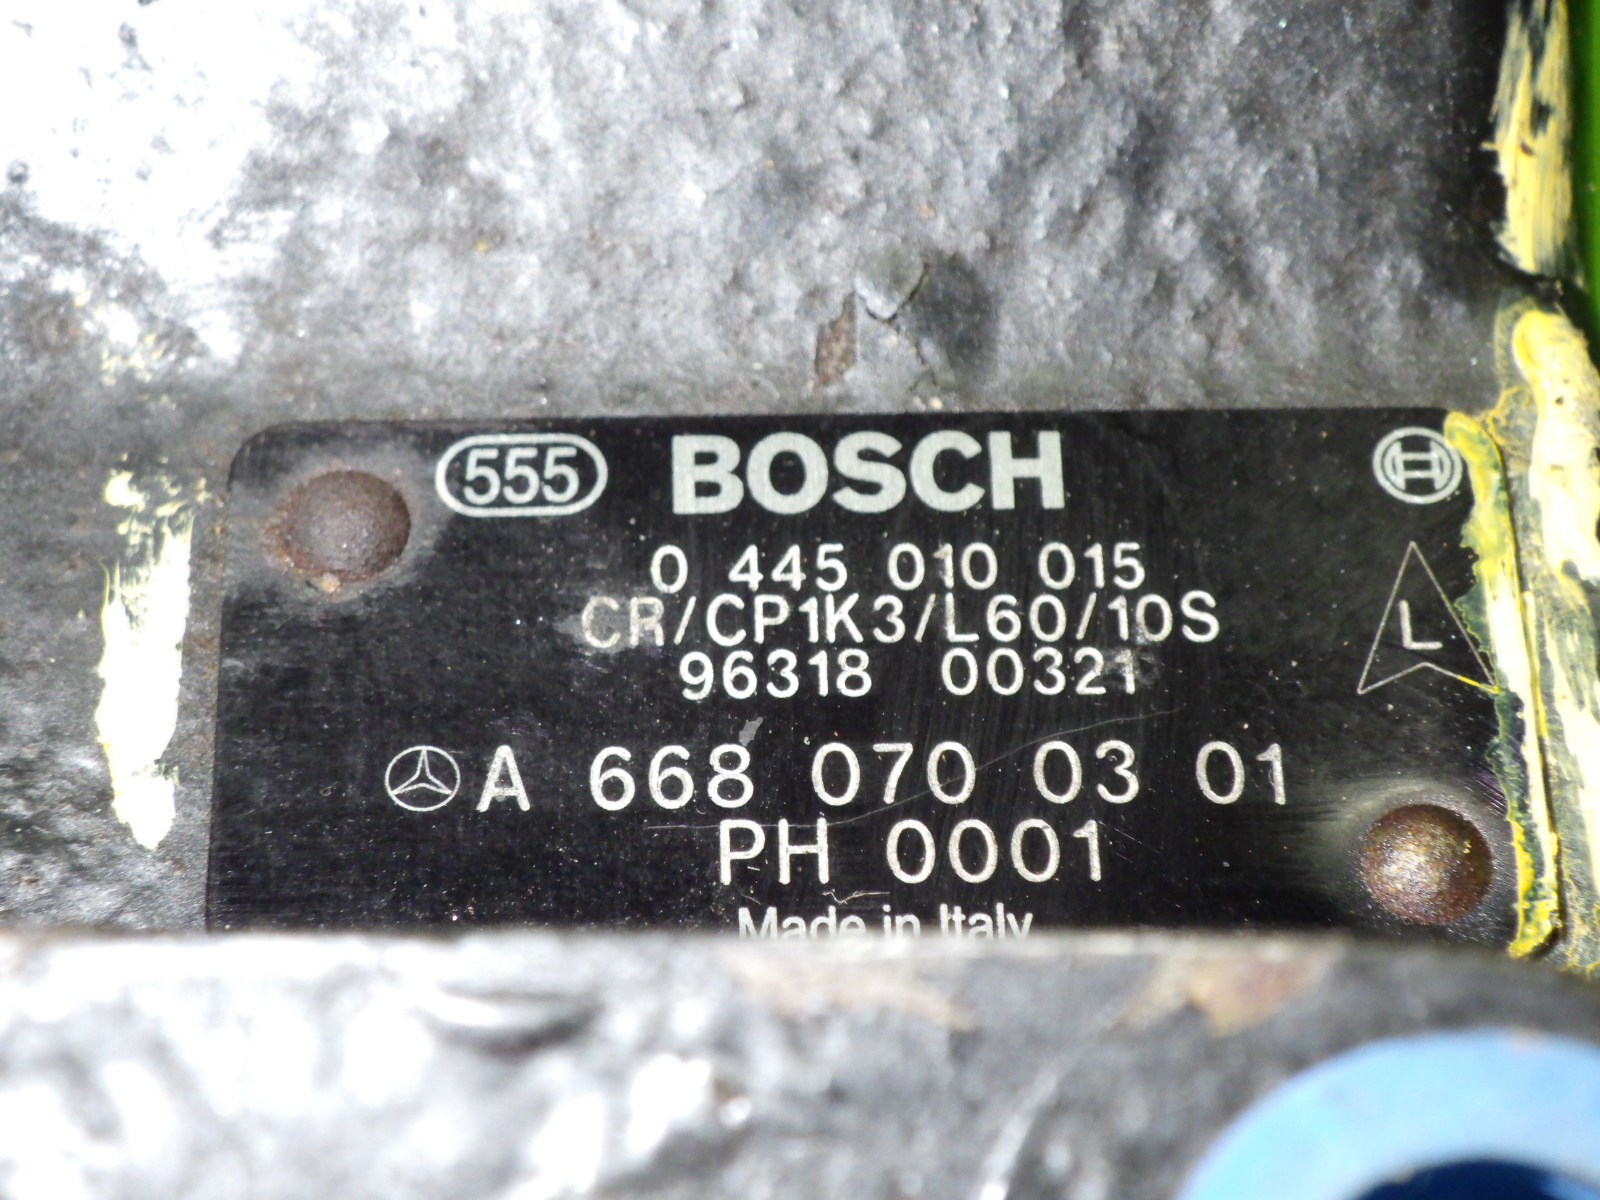 555 BOSCH
0 445 010 015
CR/CP1K3/L60/10S
L
96318 00321
A 668 070 03 01
PH 0001
Made in Italy